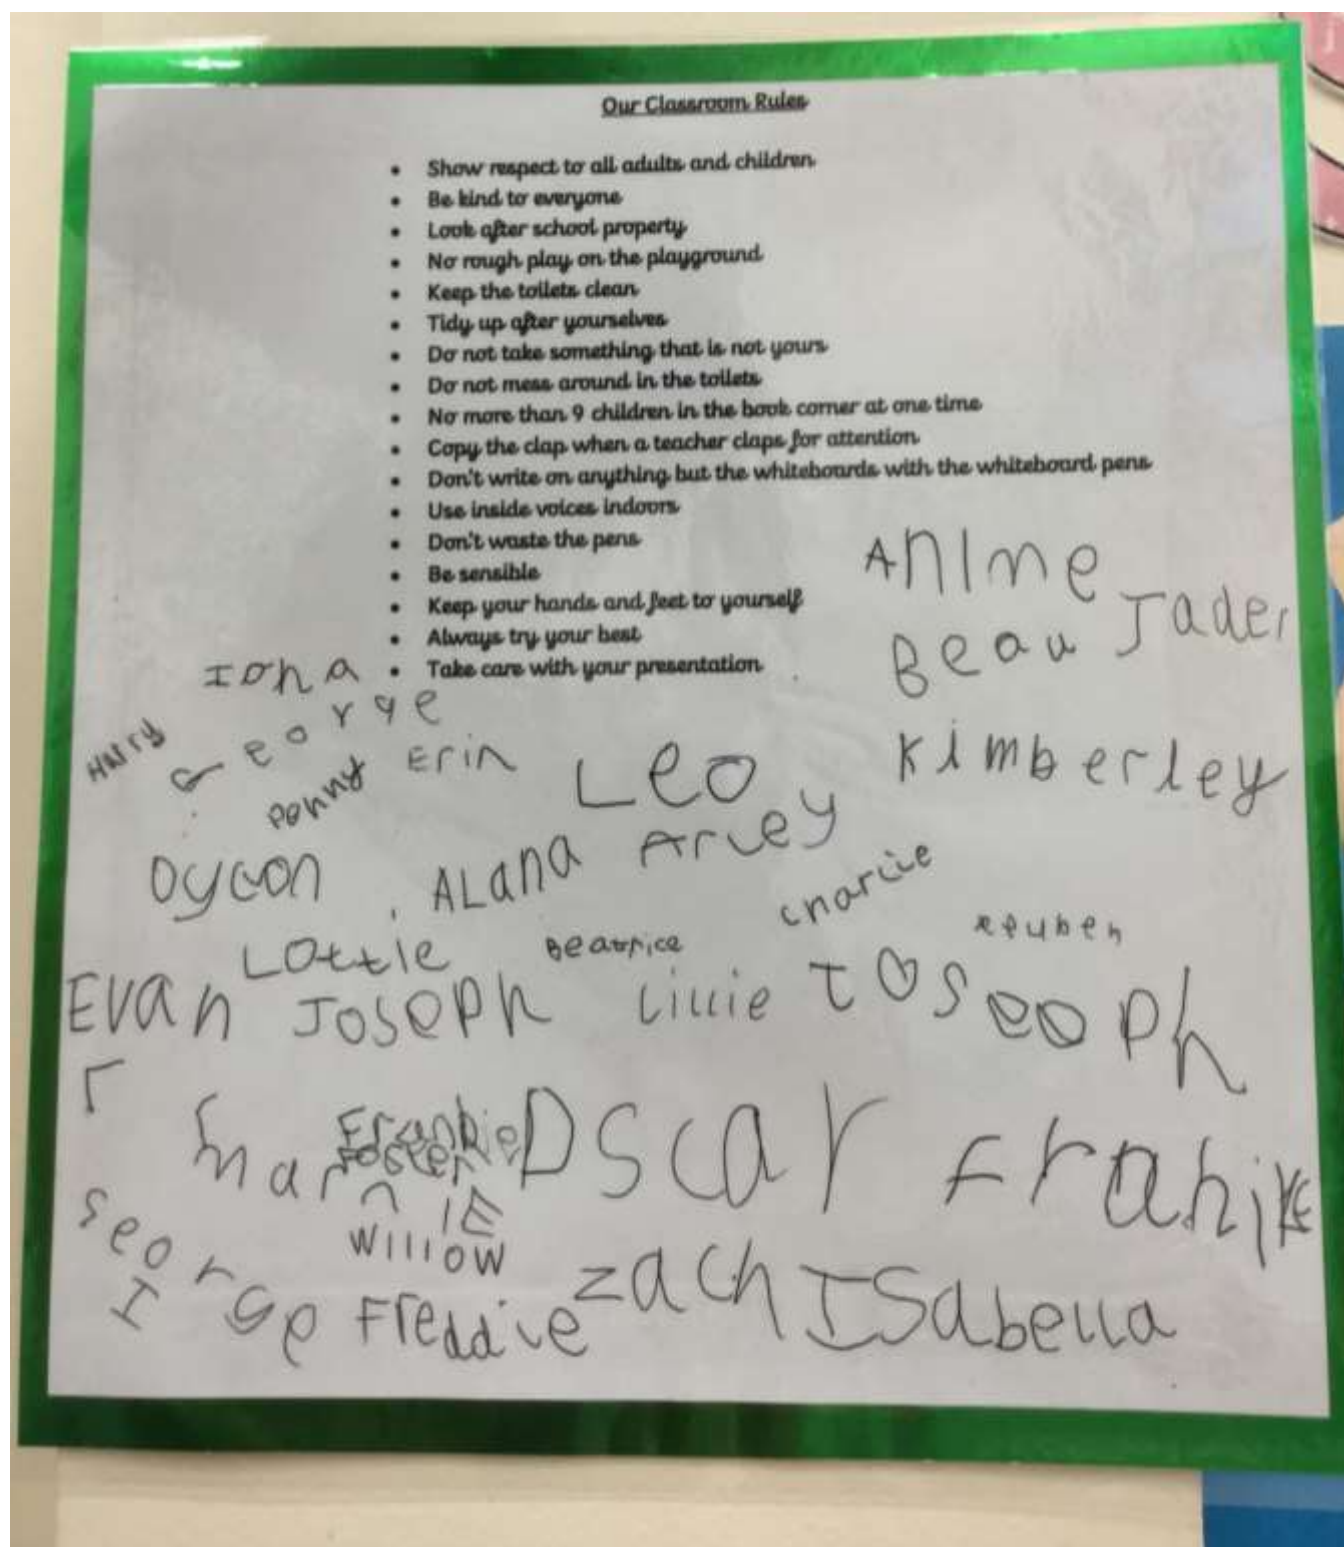 Our Classroom Rules
• Show respect to all adults and children
• Be kind to everyone
• Look after school property
• No rough play on the playground
• Keep the toilets clean
• Tidy up after yourselves
• Do not take something that is not yours
• Do not mess around in the toilets
• No more than 9 children in the book corner at one time
• Copy the clap when a teacher claps for attention
• Don't write on anything but the whiteboards with the whiteboard pens
• Use inside voices indoors
• Don't waste the pens
• Be sensible
• Keep your hands and feet to yourself
• Always try your best
• Take care with your presentation
AnIme
Beau Jaden
Iona
Harry George
Penny Erin Leo Kimberley
Alana Arley
Charlie
Lottie Beatrice Reuben
Evan Joseph Lillie Joseoph
Frankie Oscar
Willow
George Freddie Zach Isabella